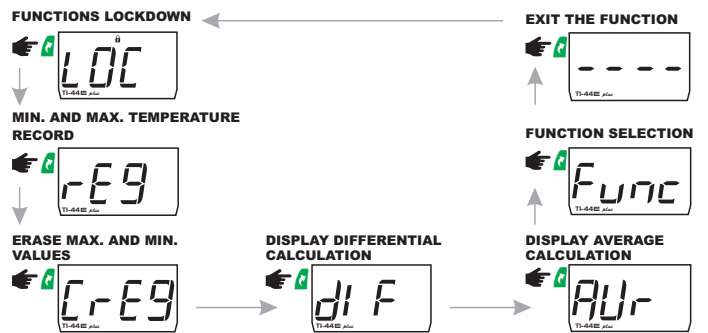 FUNCTIONS LOCKDOWN
LOC
TI-44E plus
MIN. AND MAX. TEMPERATURE
RECORD
rEg
TI-44E plus
ERASE MAX. AND MIN.
VALUES
CrEg
TI-44E plus
DISPLAY DIFFERENTIAL
CALCULATION
dI F
TI-44E plus
DISPLAY AVERAGE
CALCULATION
AUr
TI-44E plus
FUNCTION SELECTION
Func
TI-44E plus
EXIT THE FUNCTION
- - - -
TI-44E plus